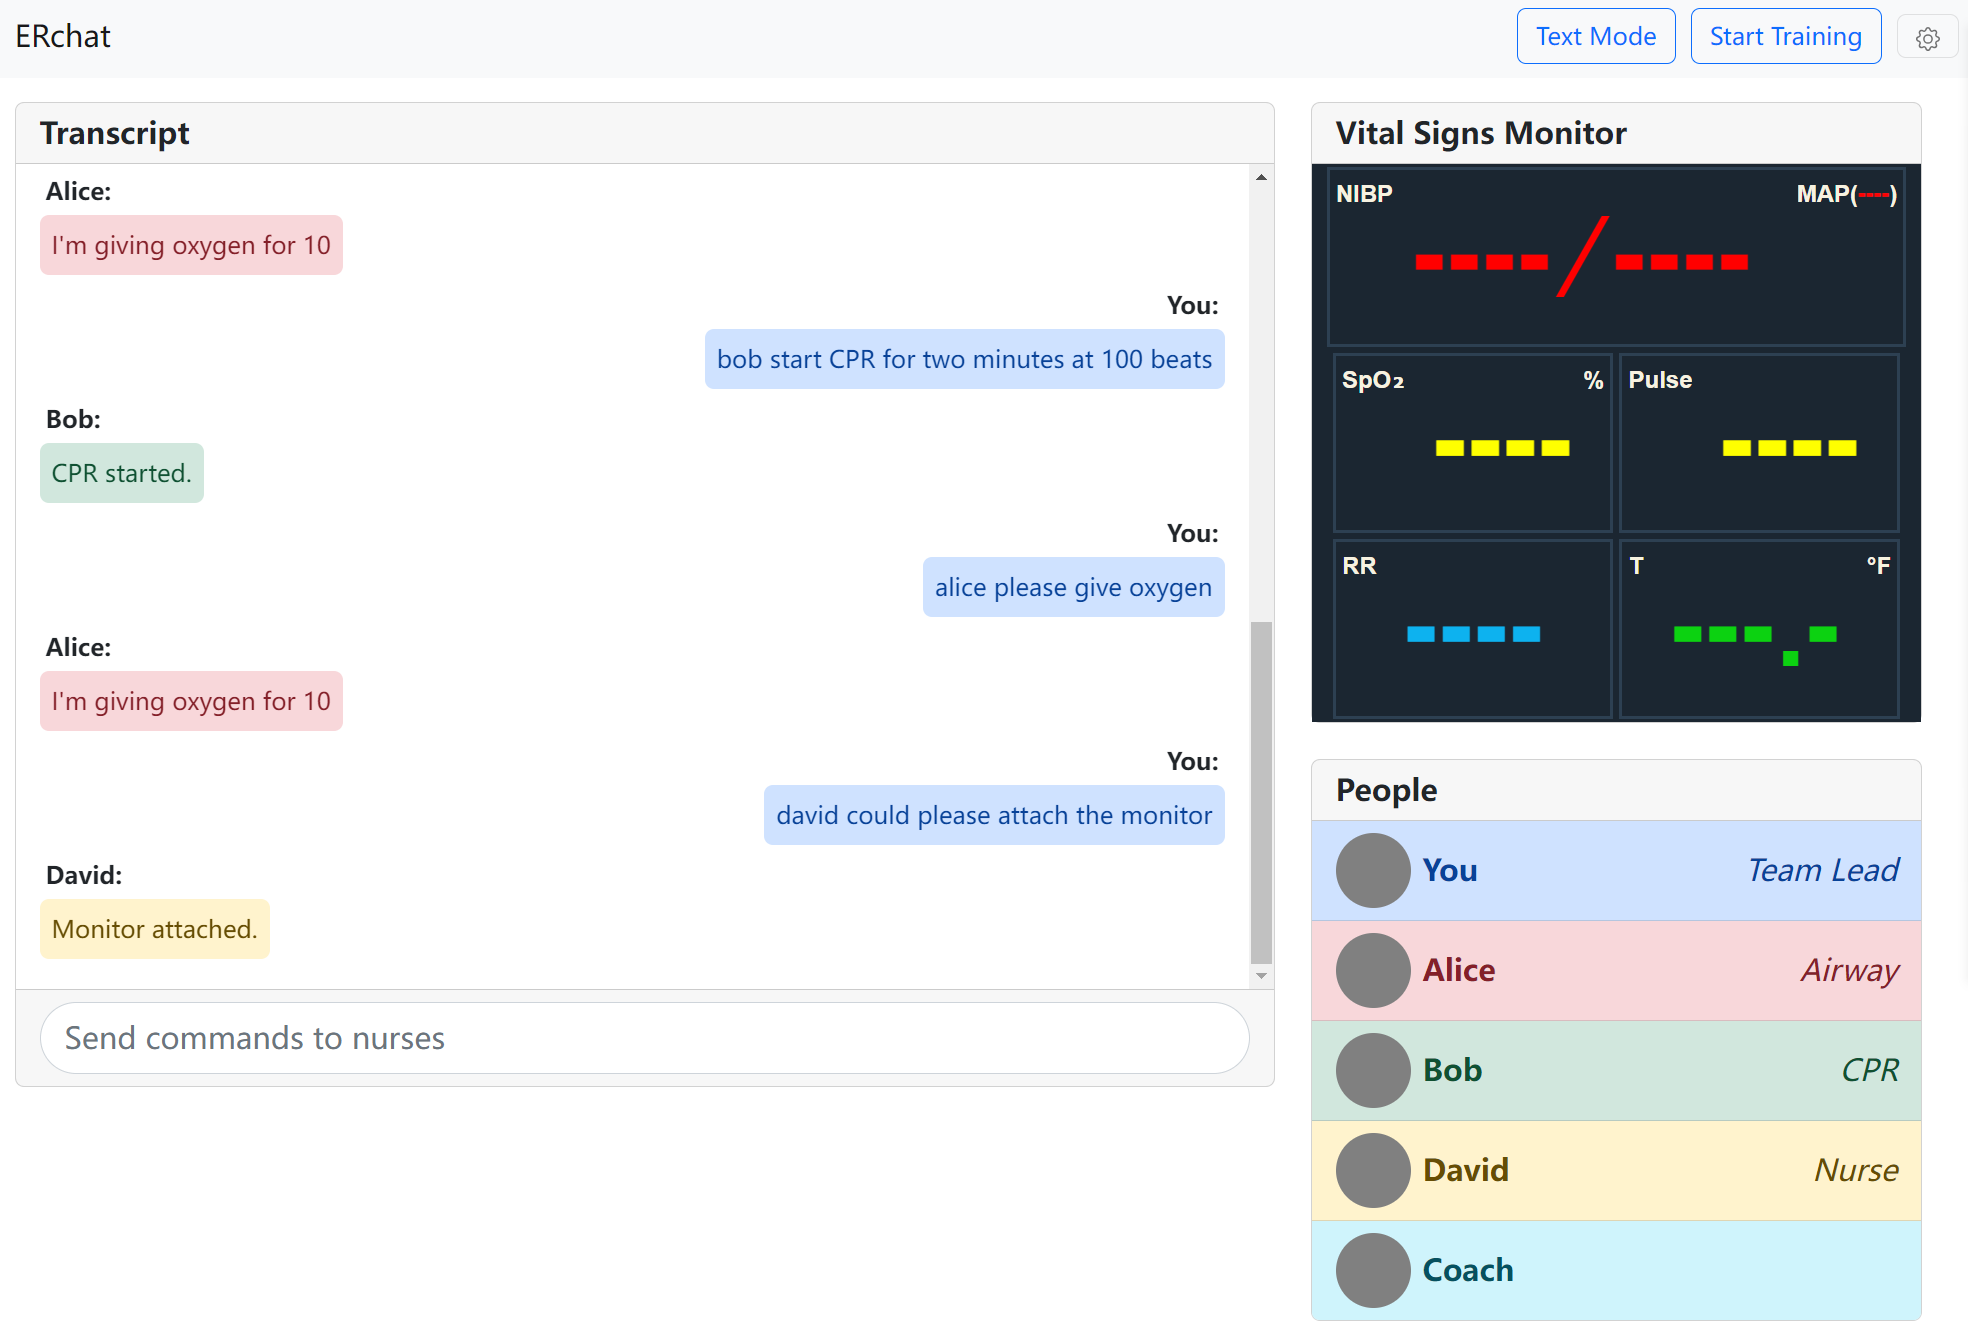 ERchat
Text Mode
Start Training
Transcript
Alice:
I'm giving oxygen for 10
You:
bob start CPR for two minutes at 100 beats
Bob:
CPR started.
You:
alice please give oxygen
Alice:
I'm giving oxygen for 10
You:
david could please attach the monitor
David:
Monitor attached.
Send commands to nurses
Vital Signs Monitor
NIBP MAP(----)
----/----
SpO₂ % Pulse
---- ----
RR T °F
---- ---.-
People
You Team Lead
Alice Airway
Bob CPR
David Nurse
Coach